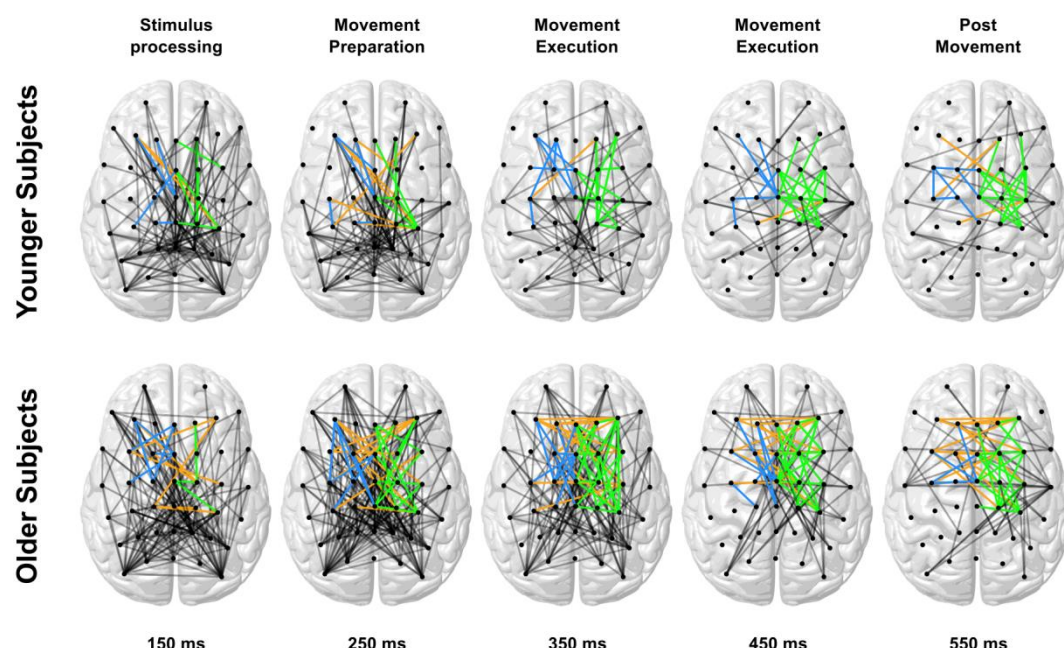 Stimulus
processing
Movement
Preparation
Movement
Execution
Movement
Execution
Post
Movement
Younger Subjects
Older Subjects
150 ms
250 ms
350 ms
450 ms
550 ms